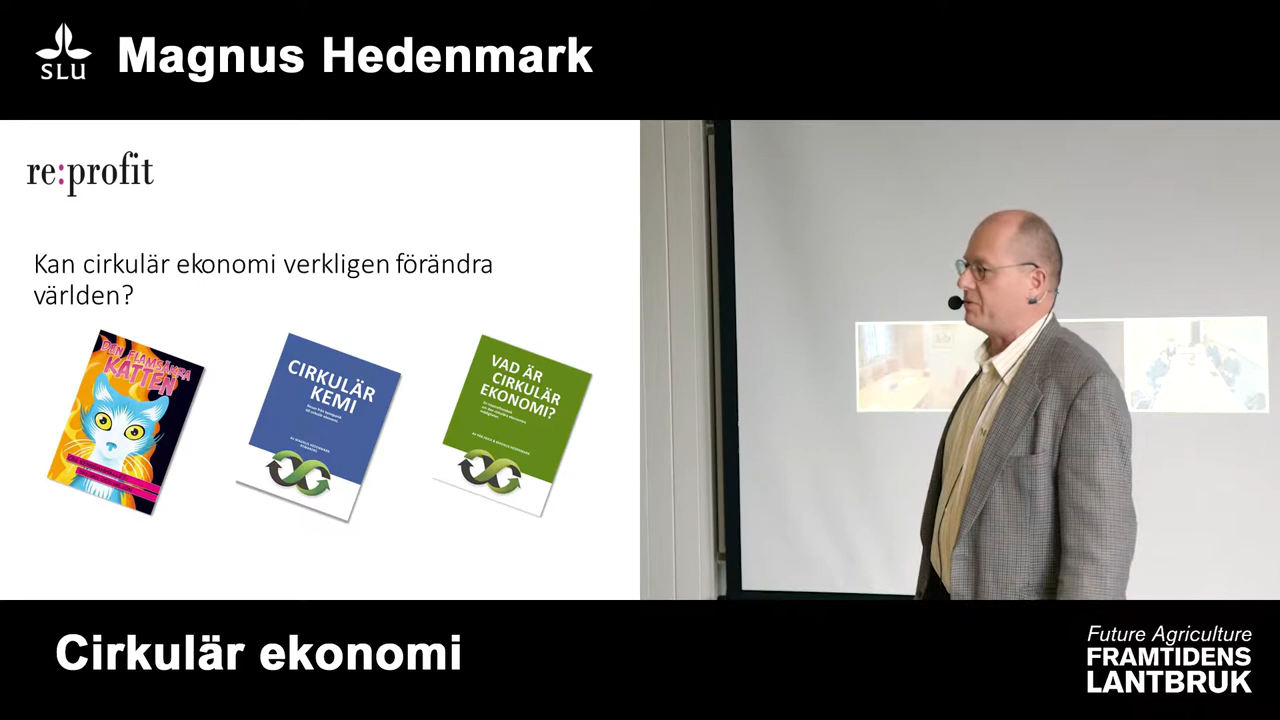 SLU
Magnus Hedenmark
re:profit
Kan cirkulär ekonomi verkligen förändra
världen?
DEN FLAMSÄKRA
KATTEN
CIRKULÄR
KEMI
VAD ÄR
CIRKULÄR
EKONOMI?
Cirkulär ekonomi
Future Agriculture
FRAMTIDENS
LANTBRUK